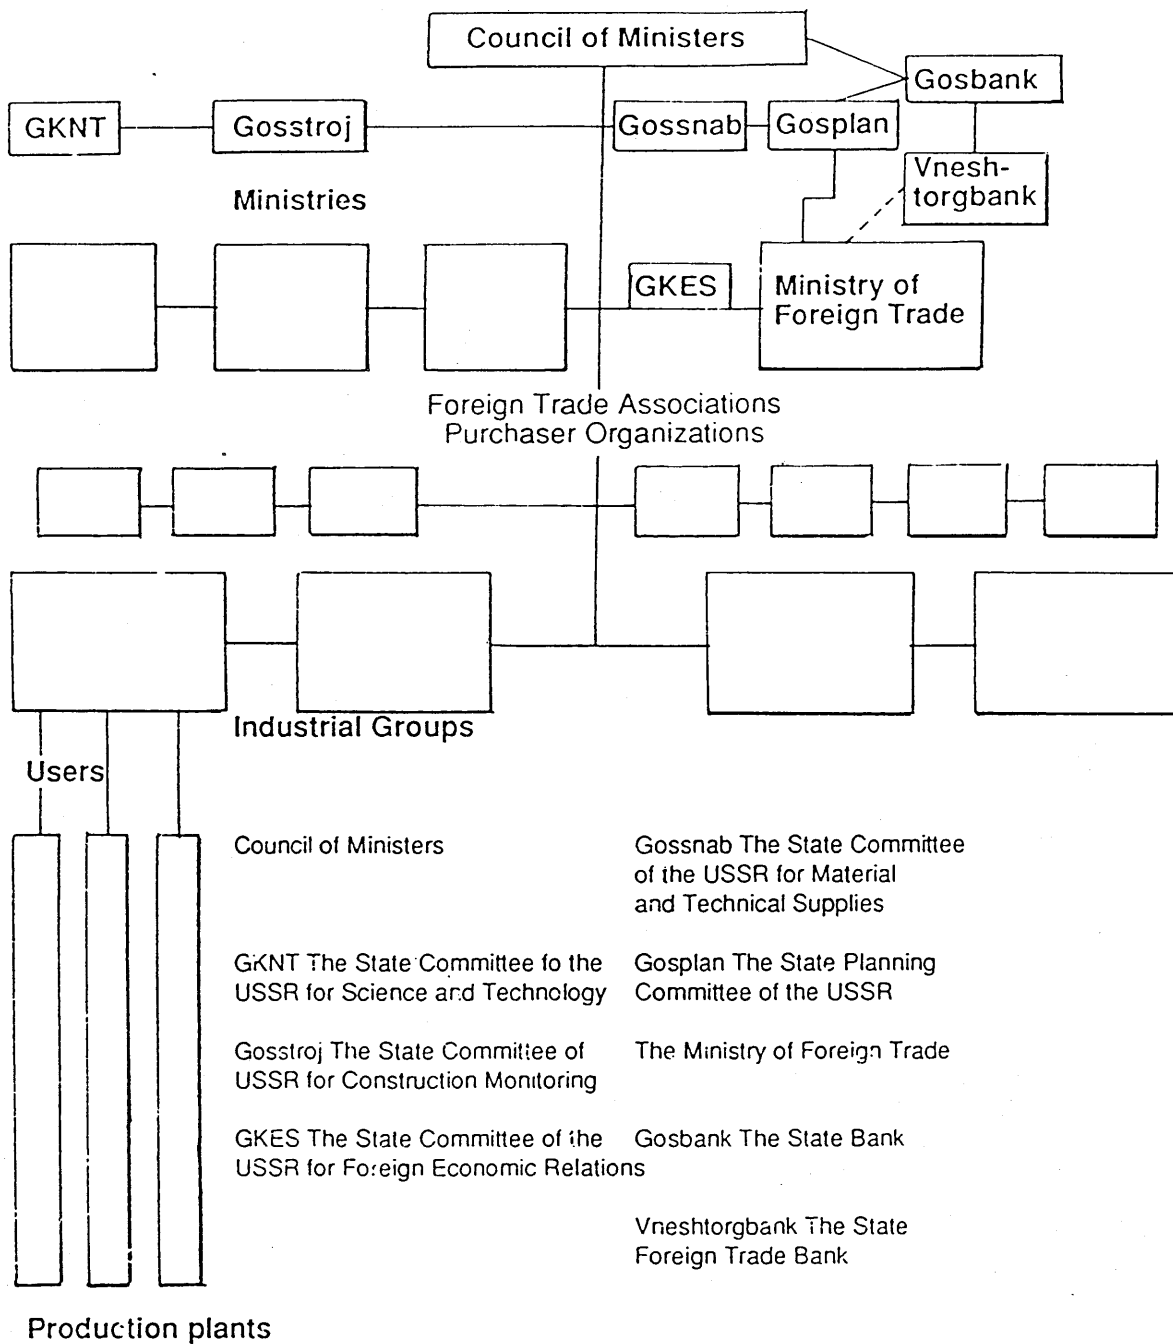 Council of Ministers
Gosbank
GKNT
Gosstroj
Gossnab
Gosplan
Vnesh-
torgbank
Ministries
GKES
Ministry of
Foreign Trade
Foreign Trade Associations
Purchaser Organizations
Industrial Groups
Users
Council of Ministers
Gossnab The State Committee
of the USSR for Material
and Technical Supplies
GKNT The State Committee fo the
USSR for Science and Technology
Gosplan The State Planning
Committee of the USSR
Gosstroj The State Committee of
USSR for Construction Monitoring
The Ministry of Foreign Trade
GKES The State Committee of the
USSR for Foreign Economic Relations
Gosbank The State Bank
Vneshtorgbank The State
Foreign Trade Bank
Production plants